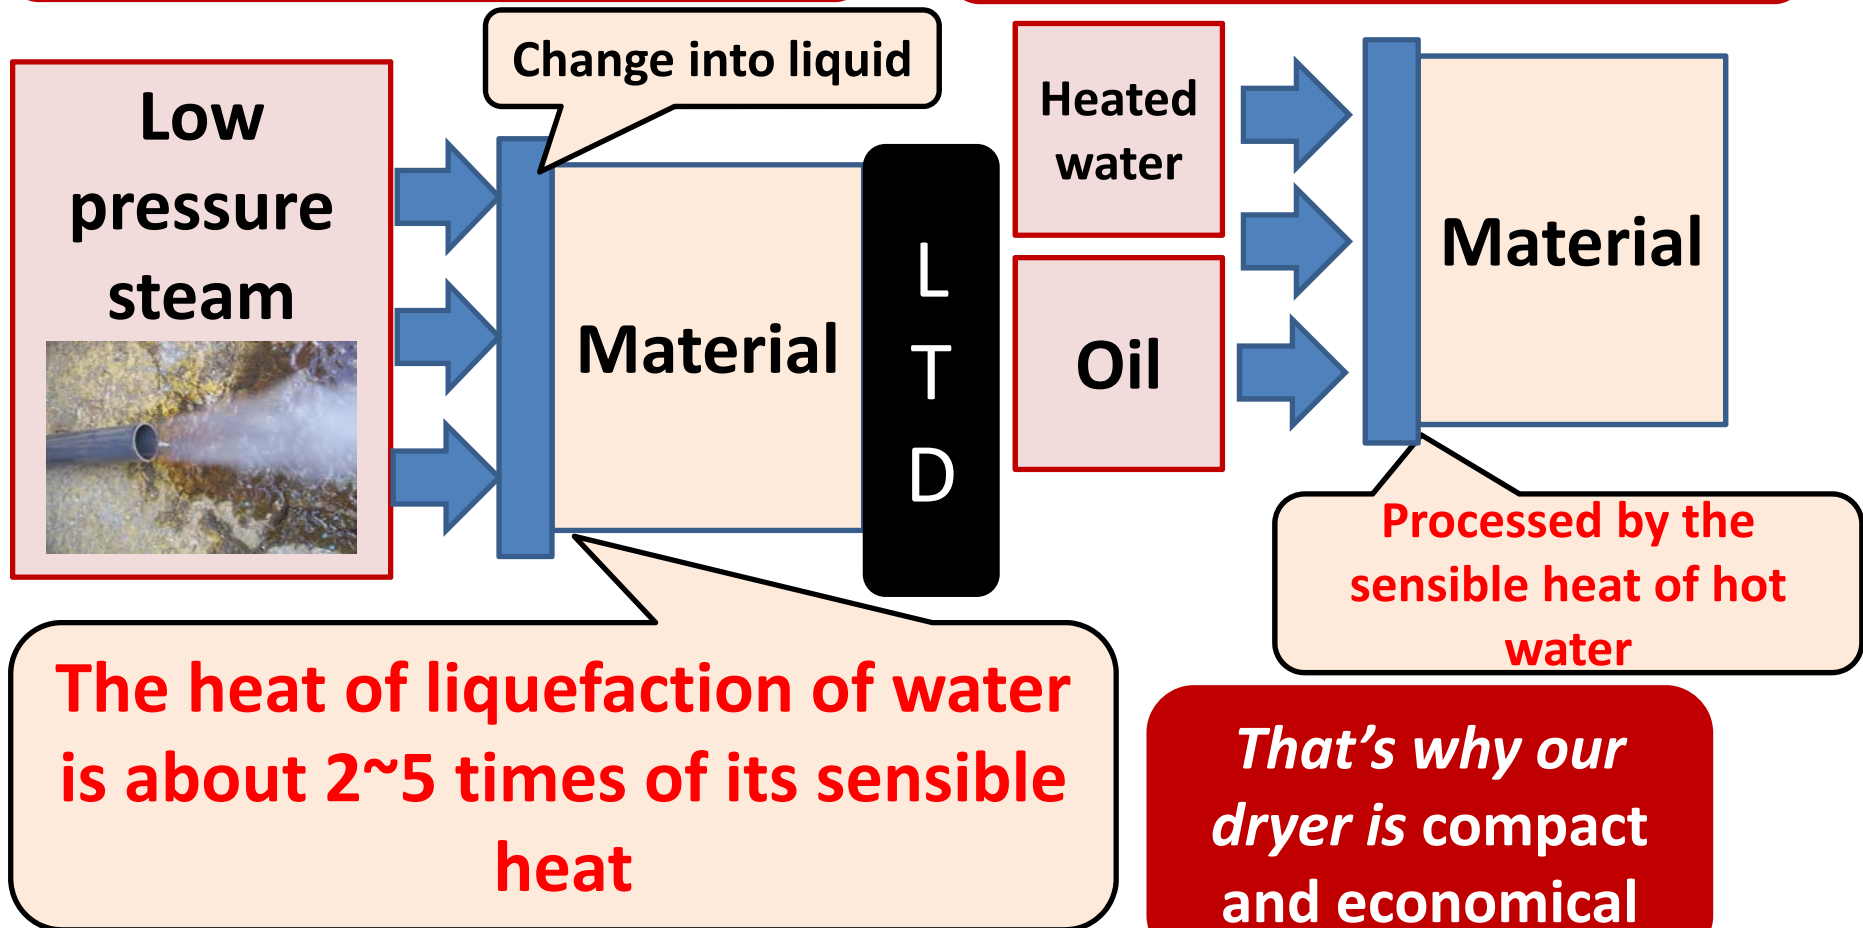 Change into liquid
Low
pressure
steam
Material
L
T
D
Heated
water
Oil
Material
Processed by the
sensible heat of hot
water
The heat of liquefaction of water
is about 2~5 times of its sensible
heat
That’s why our
dryer is compact
and economical